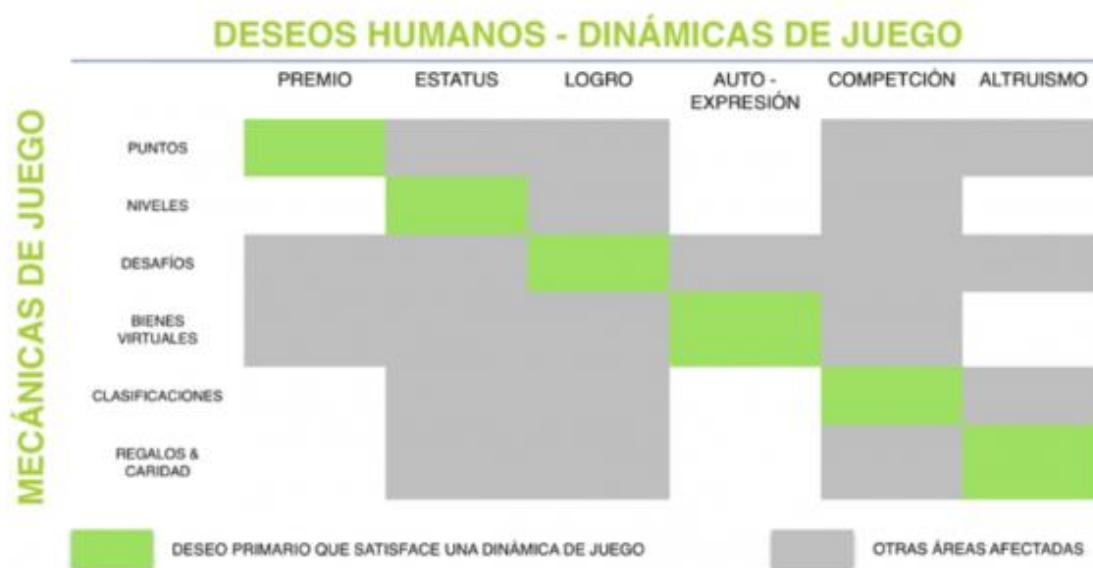 DESEOS HUMANOS - DINÁMICAS DE JUEGO
PREMIO
ESTATUS
LOGRO
AUTO -
EXPRESIÓN
COMPETCIÓN
ALTRUISMO
MECÁNICAS DE JUEGO
PUNTOS
NIVELES
DESAFÍOS
BIENES
VIRTUALES
CLASIFICACIONES
REGALOS &
CARIDAD
DESEO PRIMARIO QUE SATISFACE UNA DINÁMICA DE JUEGO
OTRAS ÁREAS AFECTADAS